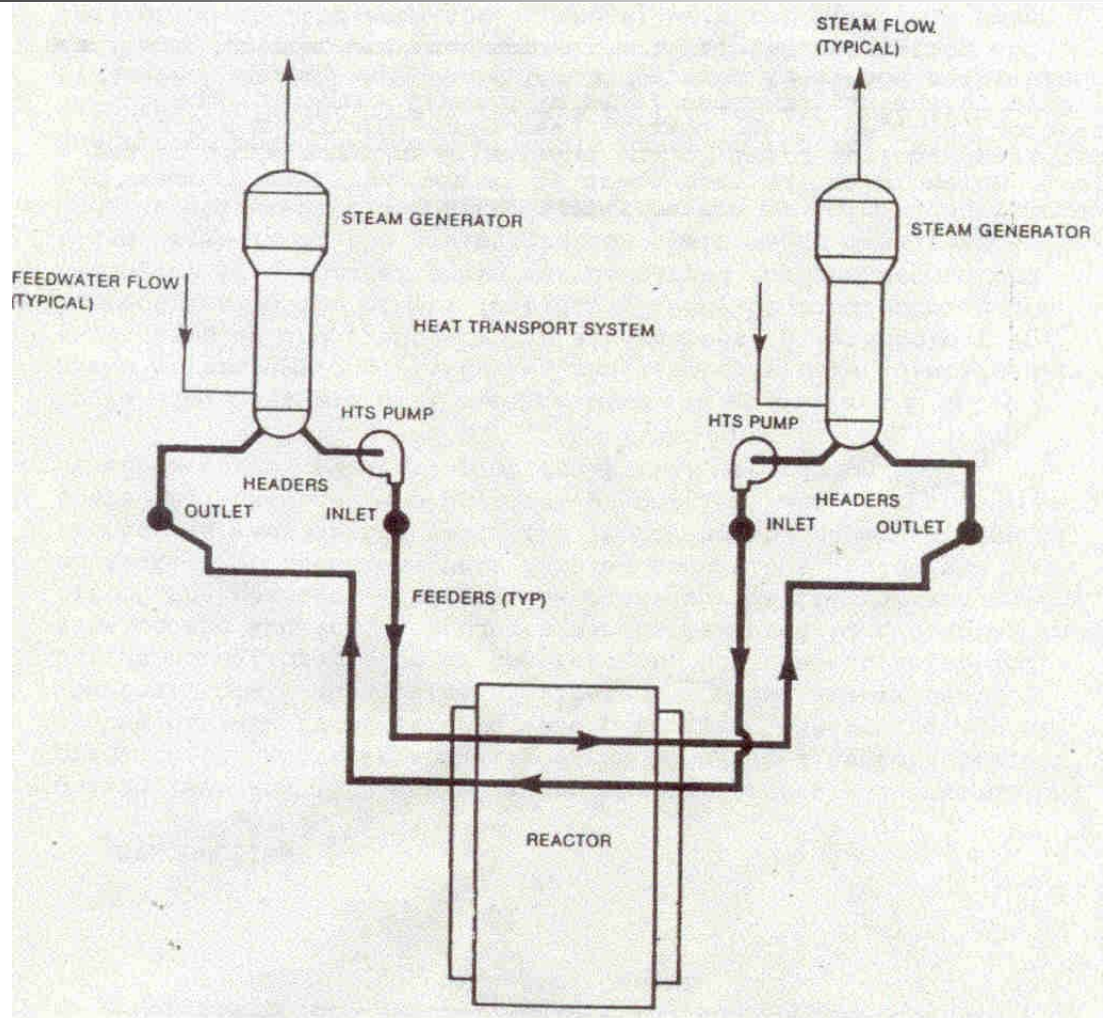 STEAM FLOW.
(TYPICAL)
STEAM GENERATOR
STEAM GENERATOR
FEEDWATER FLOW
(TYPICAL)
HEAT TRANSPORT SYSTEM
HTS PUMP
HTS PUMP
HEADERS
HEADERS
OUTLET
INLET
INLET
OUTLET
FEEDERS (TYP)
REACTOR